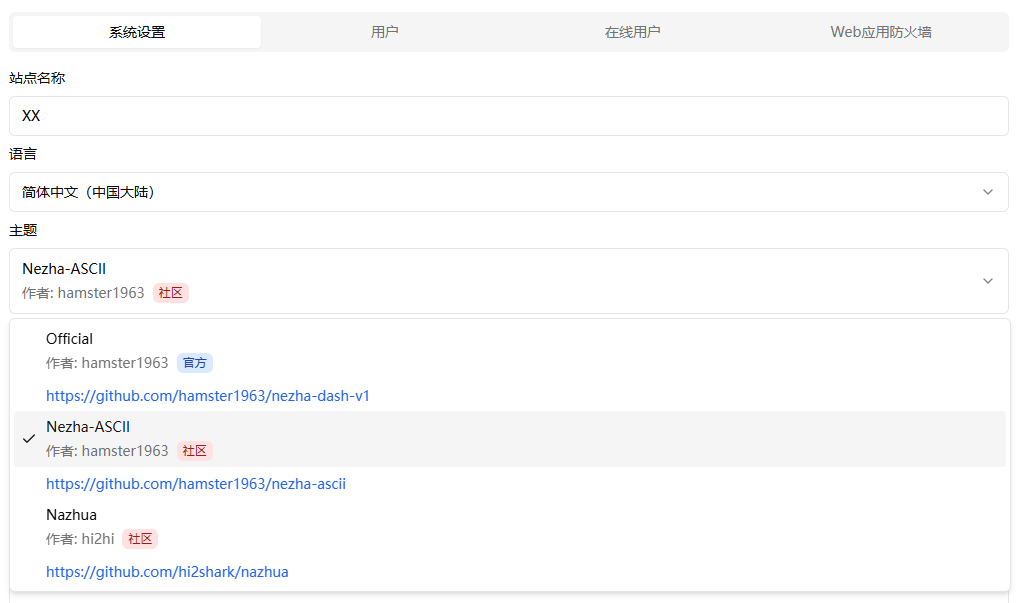 系统设置 用户 在线用户 Web应用防火墙
站点名称
XX
语言
简体中文（中国大陆）
主题
Nezha-ASCII
作者: hamster1963 社区
Official
作者: hamster1963 官方
https://github.com/hamster1963/nezha-dash-v1
Nezha-ASCII
作者: hamster1963 社区
https://github.com/hamster1963/nezha-ascii
Nazhua
作者: hi2hi 社区
https://github.com/hi2shark/nazhua